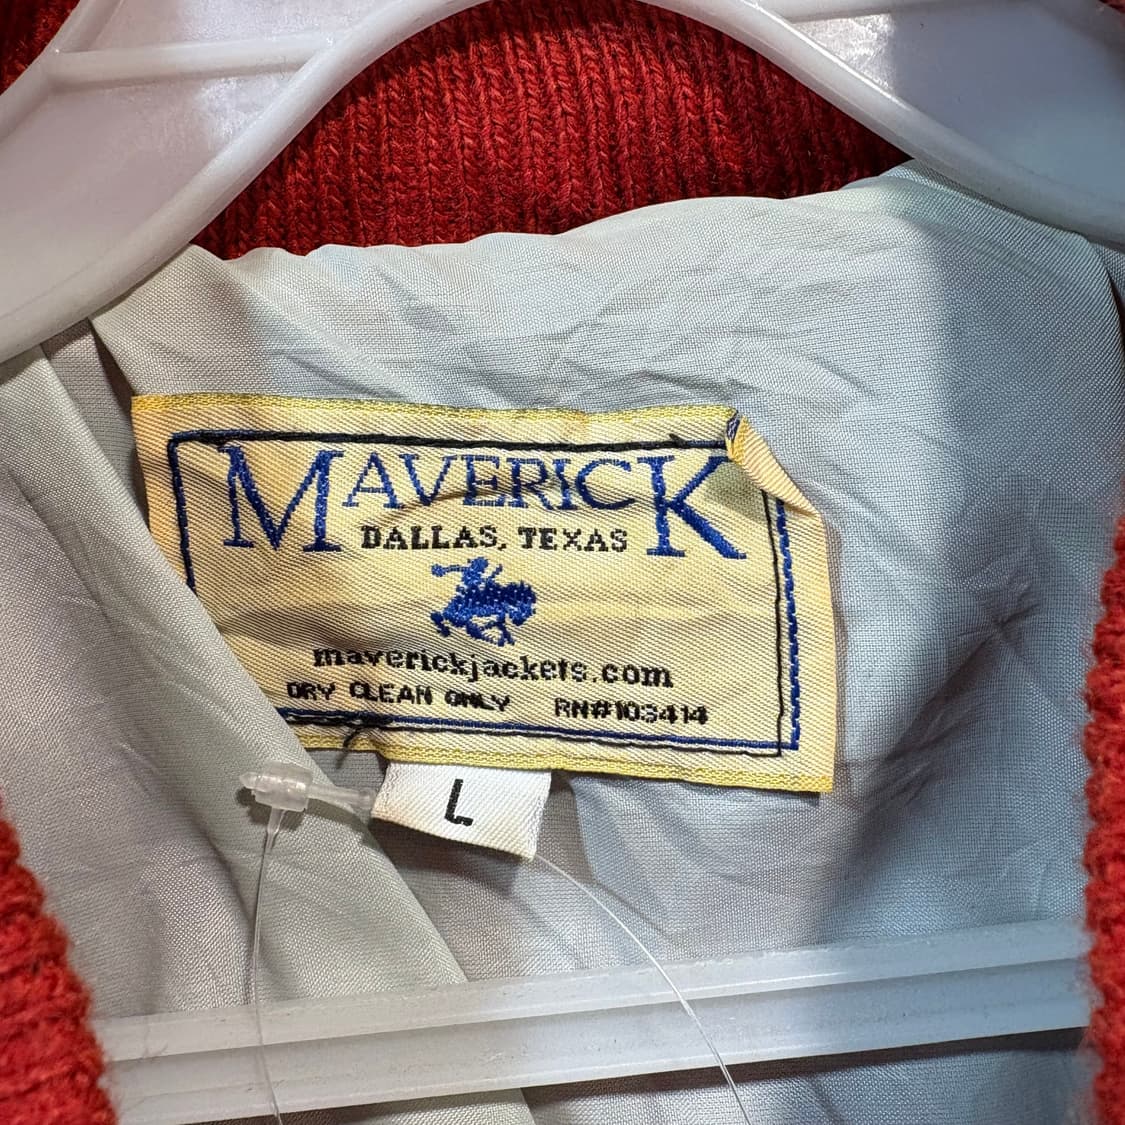 MAVERICK
DALLAS, TEXAS
maverickjackets.com
DRY CLEAN ONLY RN#103414
L